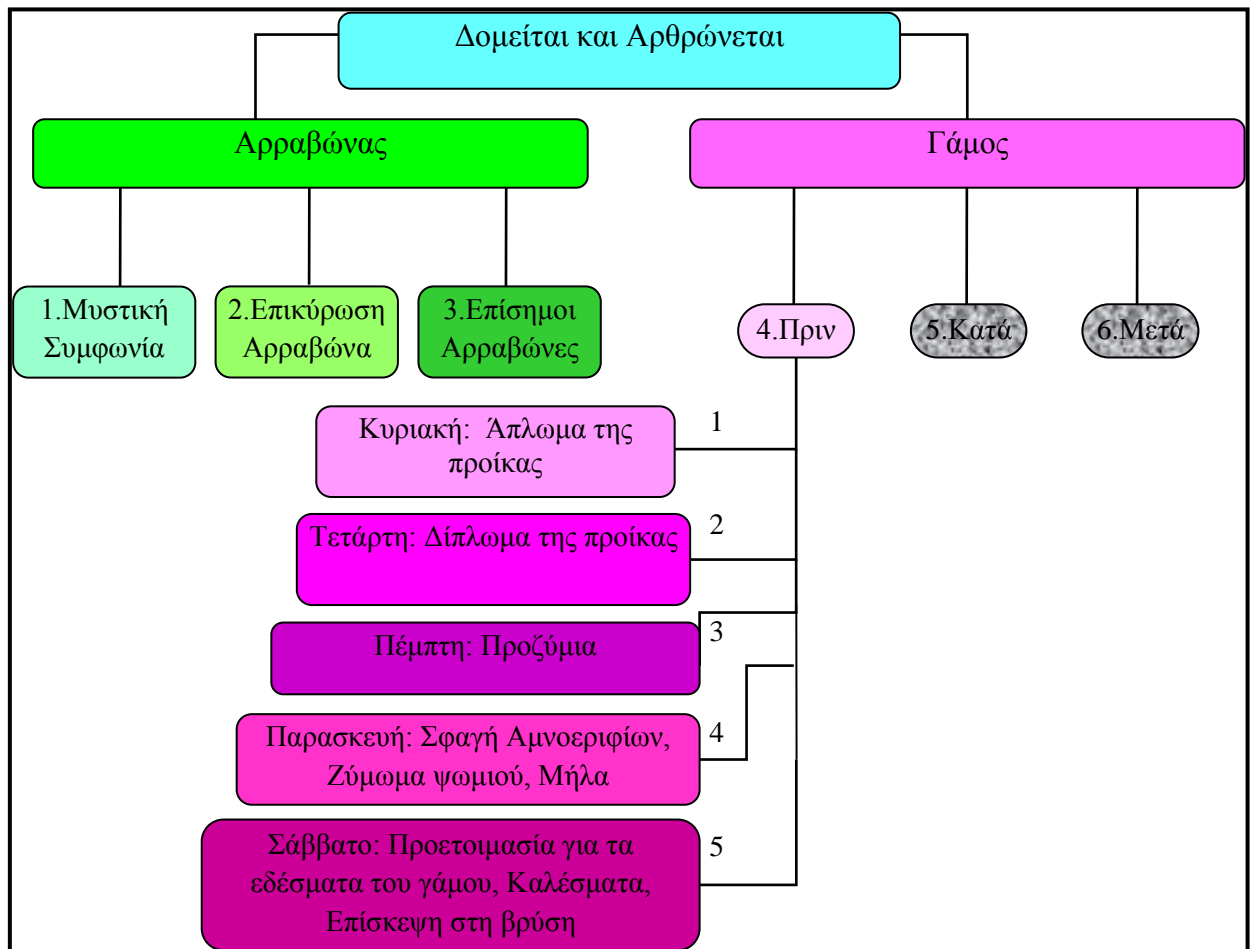 Δομείται και Αρθρώνεται
Αρραβώνας
Γάμος
1.Μυστική
Συμφωνία
2.Επικύρωση
Αρραβώνα
3.Επίσημοι
Αρραβώνες
4.Πριν
5.Κατά
6.Μετά
Κυριακή: Άπλωμα της
προίκας
1
Τετάρτη: Δίπλωμα της προίκας
2
Πέμπτη: Προζύμια
3
Παρασκευή: Σφαγή Αμνοεριφίων,
Ζύμωμα ψωμιού, Μήλα
4
Σάββατο: Προετοιμασία για τα
εδέσματα του γάμου, Καλέσματα,
Επίσκεψη στη βρύση
5